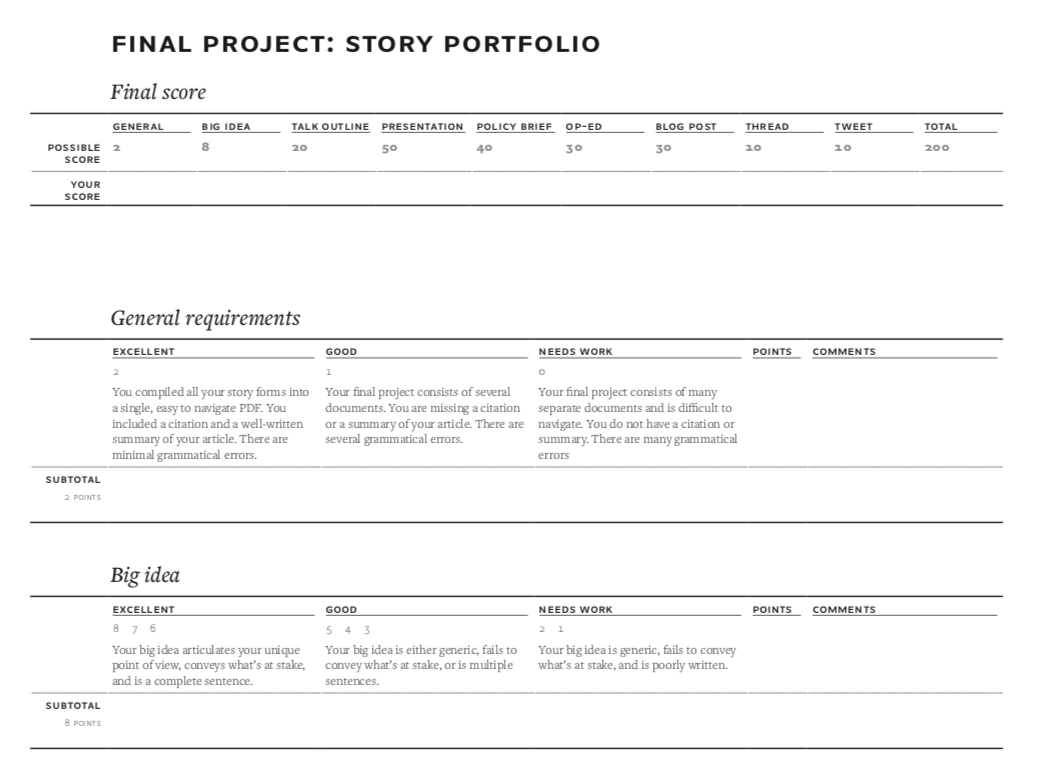 FINAL PROJECT: STORY PORTFOLIO
Final score
GENERAL BIG IDEA TALK OUTLINE PRESENTATION POLICY BRIEF OP-ED BLOG POST THREAD TWEET TOTAL
POSSIBLE SCORE 2 8 20 50 40 30 30 10 10 200
YOUR SCORE
General requirements
EXCELLENT GOOD NEEDS WORK POINTS COMMENTS
2
You compiled all your story forms into
a single, easy to navigate PDF. You
included a citation and a well-written
summary of your article. There are
minimal grammatical errors.
1
Your final project consists of several
documents. You are missing a citation
or a summary of your article. There are
several grammatical errors.
0
Your final project consists of many
separate documents and is difficult to
navigate. You do not have a citation or
summary. There are many grammatical
errors
SUBTOTAL
2 POINTS
Big idea
EXCELLENT GOOD NEEDS WORK POINTS COMMENTS
8 7 6
Your big idea articulates your unique
point of view, conveys what's at stake,
and is a complete sentence.
5 4 3
Your big idea is either generic, fails to
convey what's at stake, or is multiple
sentences.
2 1
Your big idea is generic, fails to convey
what's at stake, and is poorly written.
SUBTOTAL
8 POINTS